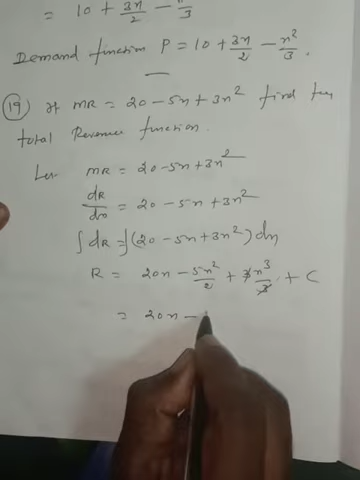 = 10 + 3x/2 - x²/3
Demand function P = 10 + 3x/2 - x²/3.
(19) If MR = 20 - 5x + 3x² find the
total Revenue function.
Let MR = 20 - 5x + 3x²
dR/dx = 20 - 5x + 3x²
∫dR = ∫(20 - 5x + 3x²) dx
R = 20x - 5x²/2 + 3x³/3 + C
= 20x -